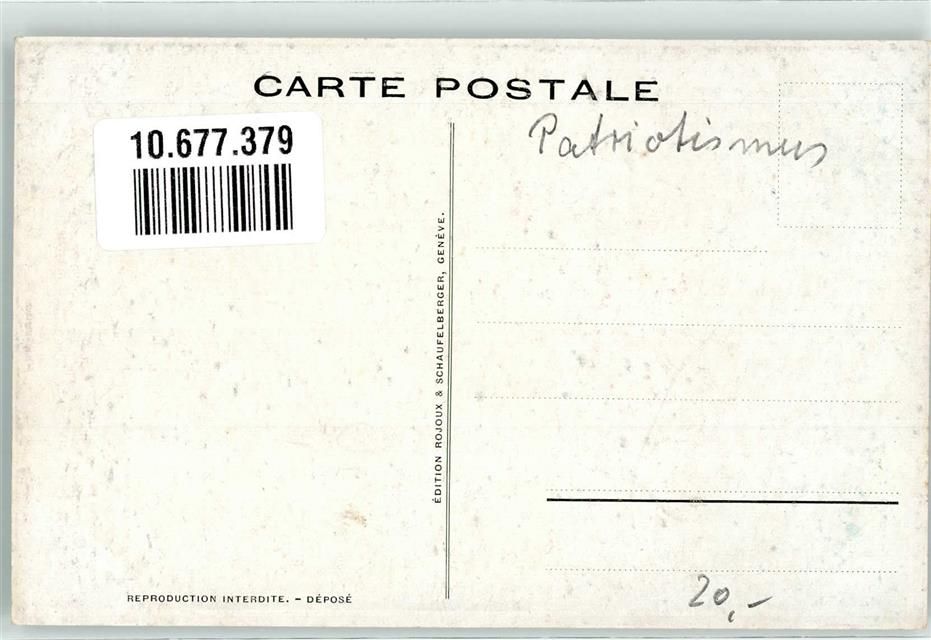 CARTE POSTALE
10.677.379
Patriotismus
ÉDITION ROJOUX & SCHAUFELBERGER, GENÈVE.
REPRODUCTION INTERDITE. – DÉPOSÉ
20,–